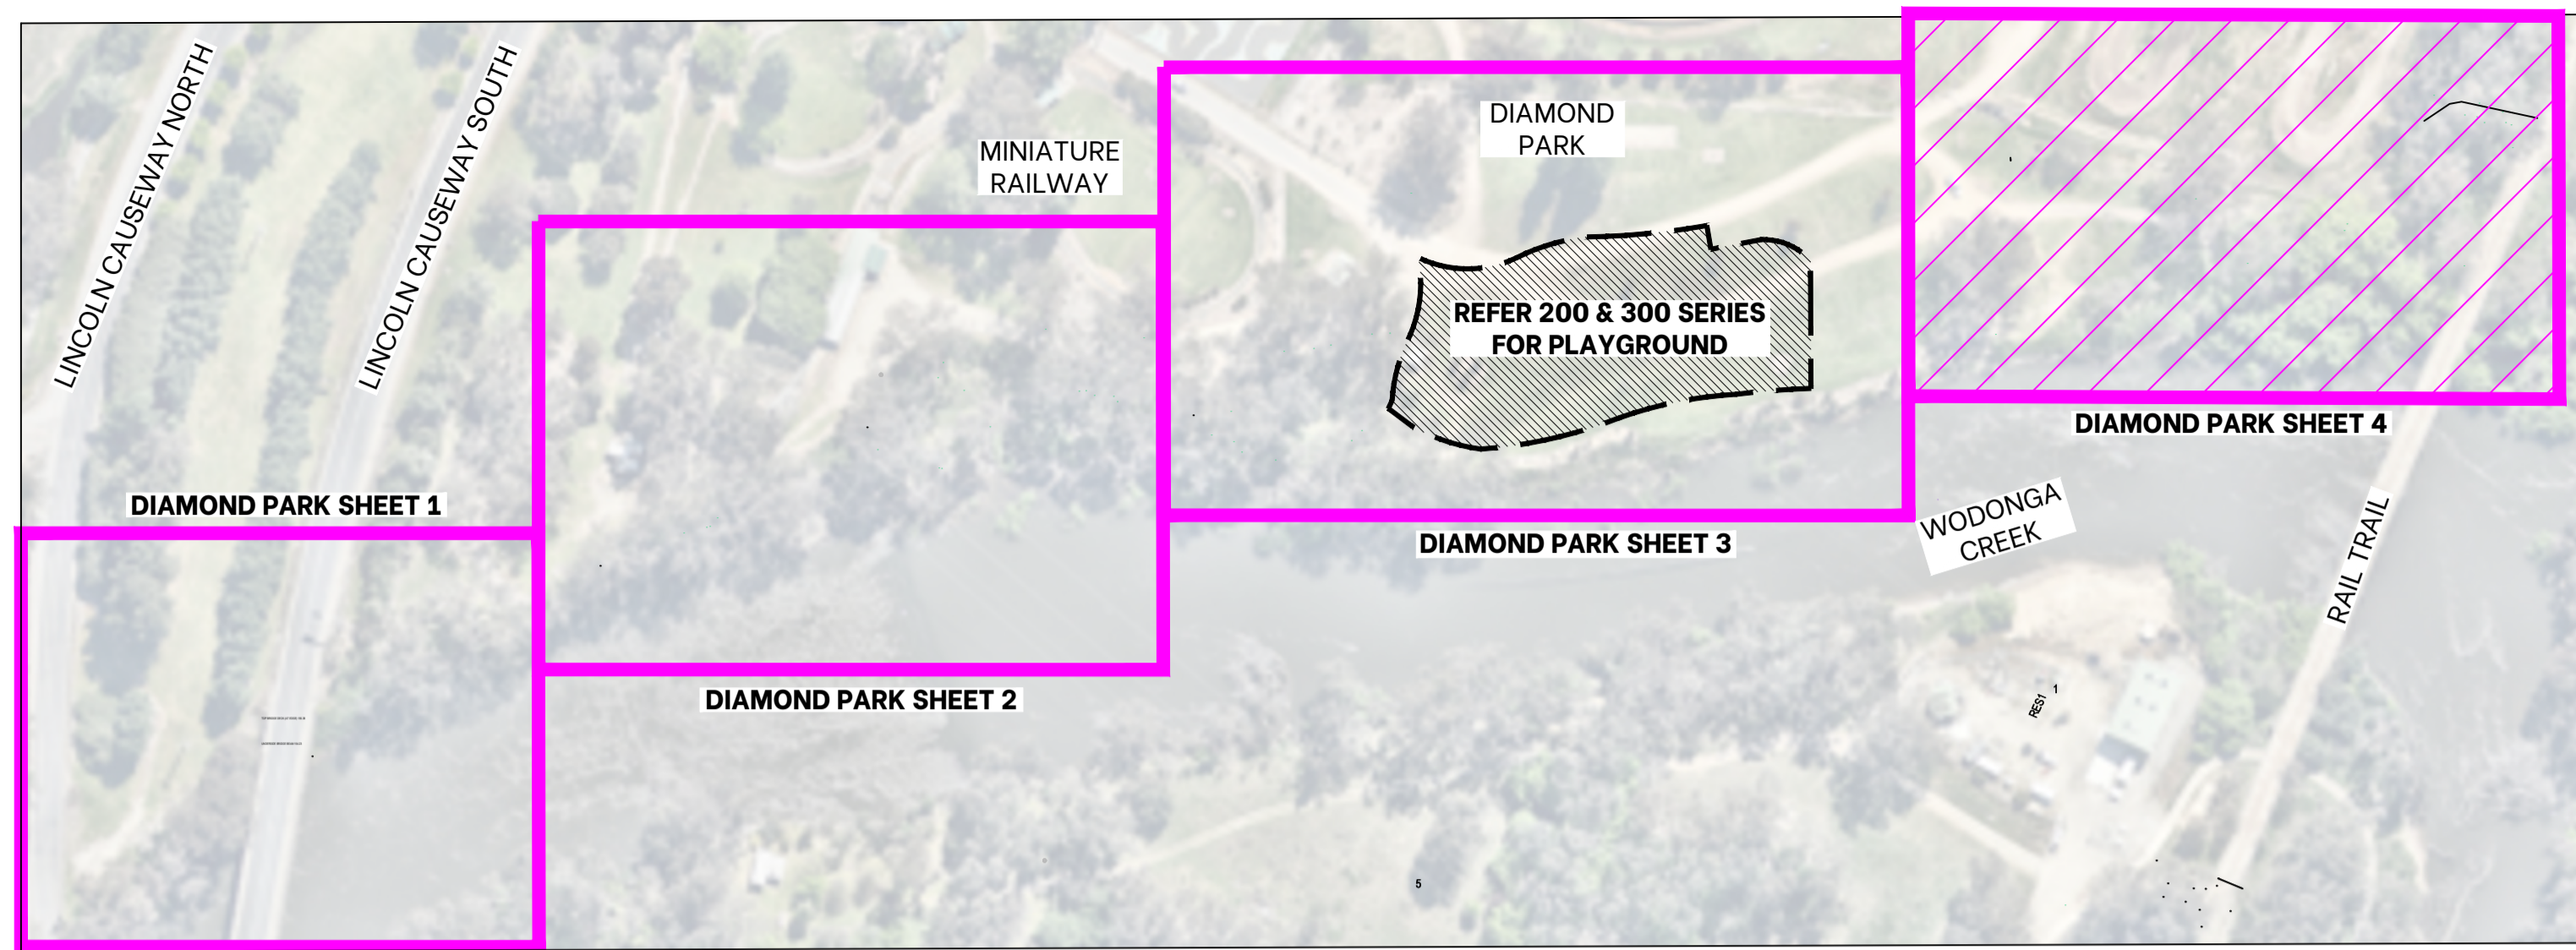 LINCOLN CAUSEWAY NORTH
LINCOLN CAUSEWAY SOUTH
MINIATURE
RAILWAY
DIAMOND
PARK
REFER 200 & 300 SERIES
FOR PLAYGROUND
DIAMOND PARK SHEET 4
DIAMOND PARK SHEET 1
DIAMOND PARK SHEET 3
WODONGA
CREEK
RAIL TRAIL
DIAMOND PARK SHEET 2
RES1
1
5